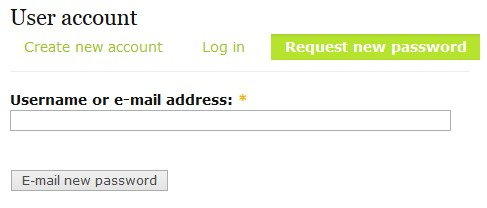 User account
Create new account Log in Request new password
Username or e-mail address: *
E-mail new password